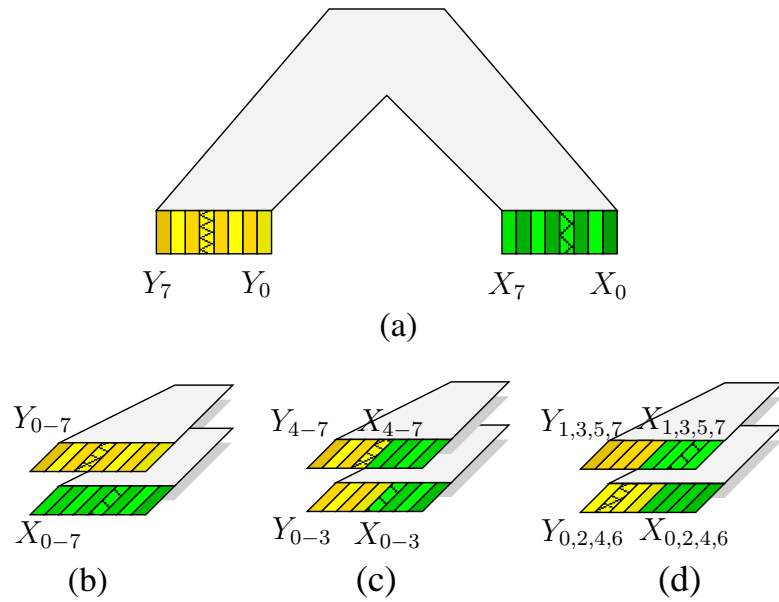 Y₇ Y₀ X₇ X₀
(a)
Y₀₋₇ Y₄₋₇ X₄₋₇ Y₁,₃,₅,₇ X₁,₃,₅,₇
X₀₋₇ Y₀₋₃ X₀₋₃ Y₀,₂,₄,₆ X₀,₂,₄,₆
(b) (c) (d)